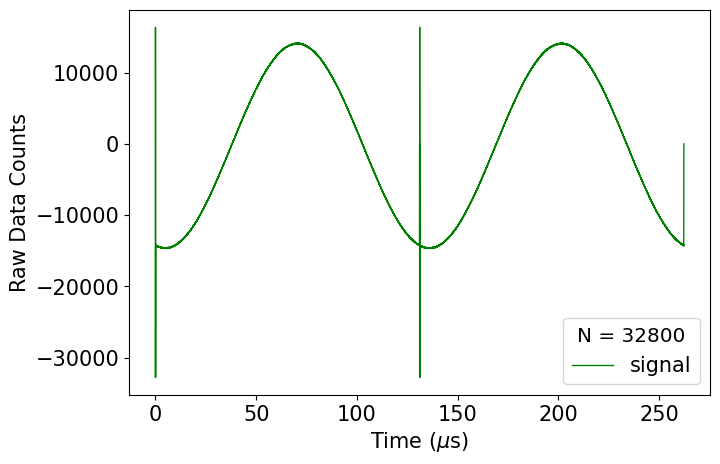 Raw Data Counts
10000
0
−10000
−20000
−30000
N = 32800
signal
0 50 100 150 200 250
Time (μs)